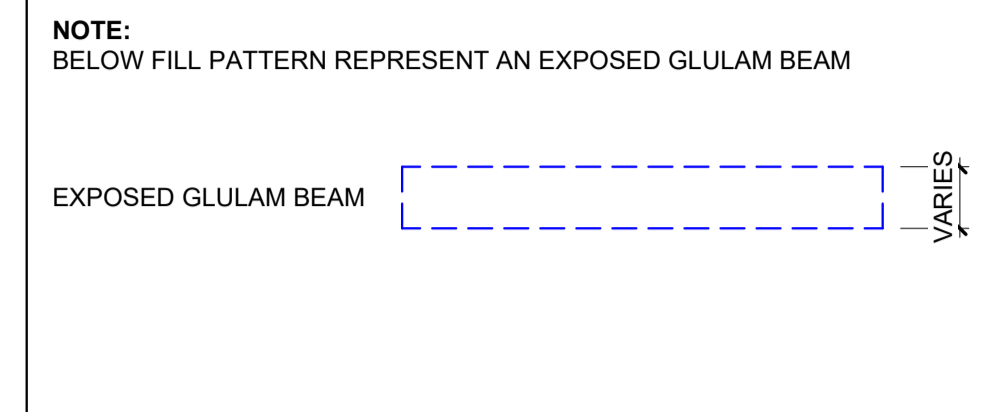 NOTE:
BELOW FILL PATTERN REPRESENT AN EXPOSED GLULAM BEAM
EXPOSED GLULAM BEAM
VARIES